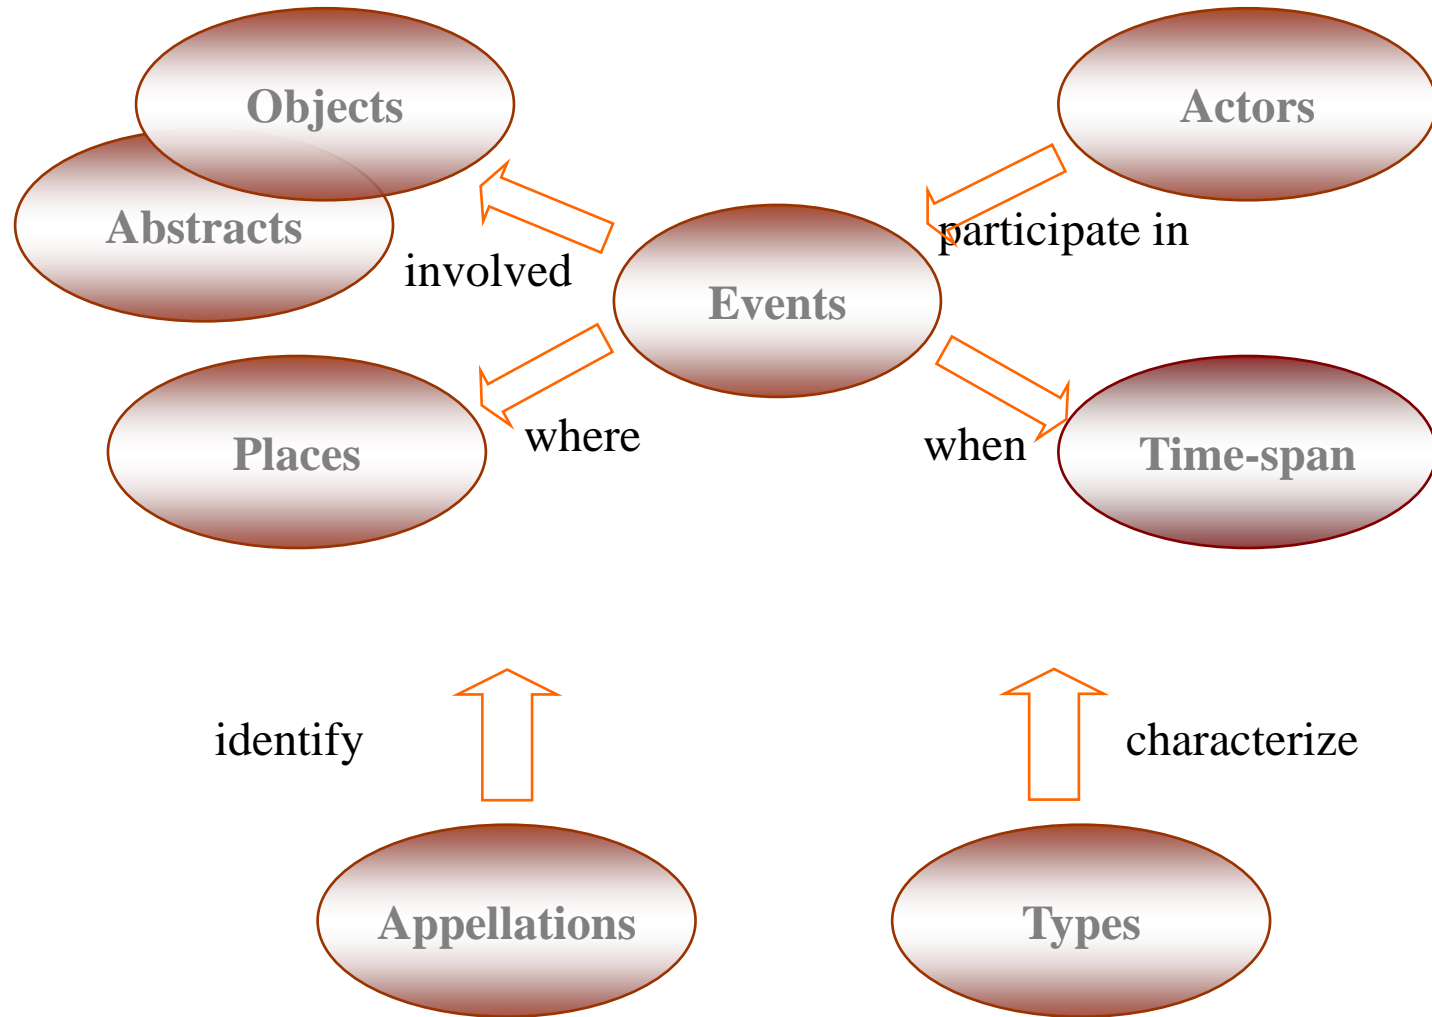 Objects
Actors
Abstracts
participate in
involved
Events
where
when
Places
Time-span
identify
characterize
Appellations
Types